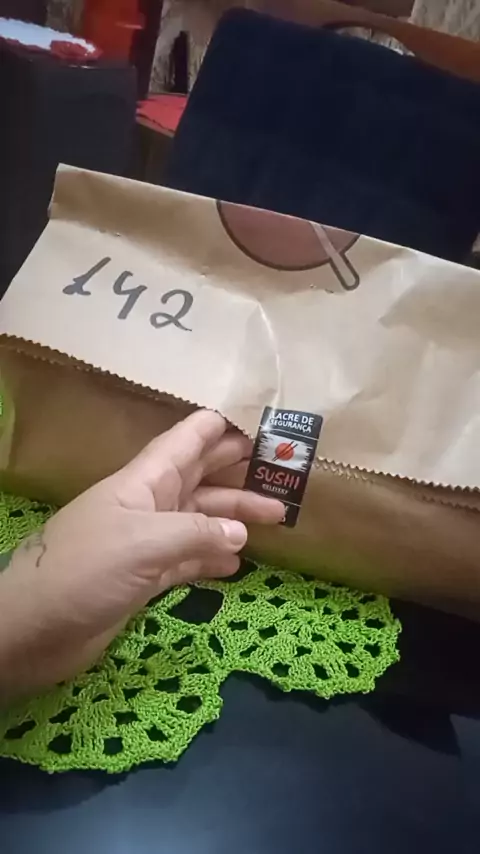 142
LACRE DE
SEGURANÇA
SUSHI
DELIVERY